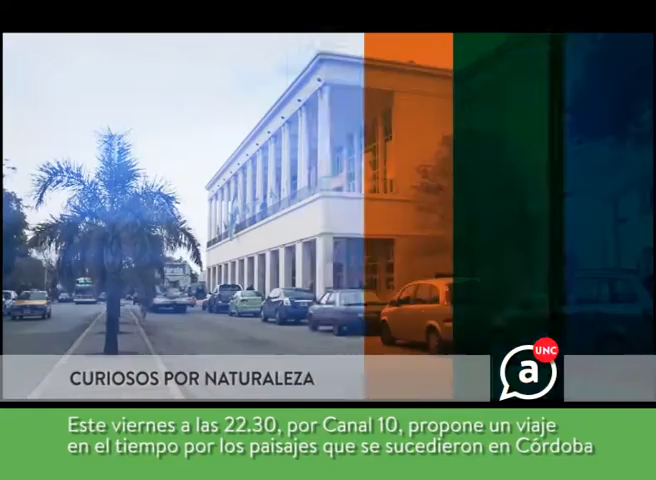 UNC
a
CURIOSOS POR NATURALEZA
Este viernes a las 22.30, por Canal 10, propone un viaje
en el tiempo por los paisajes que se sucedieron en Córdoba